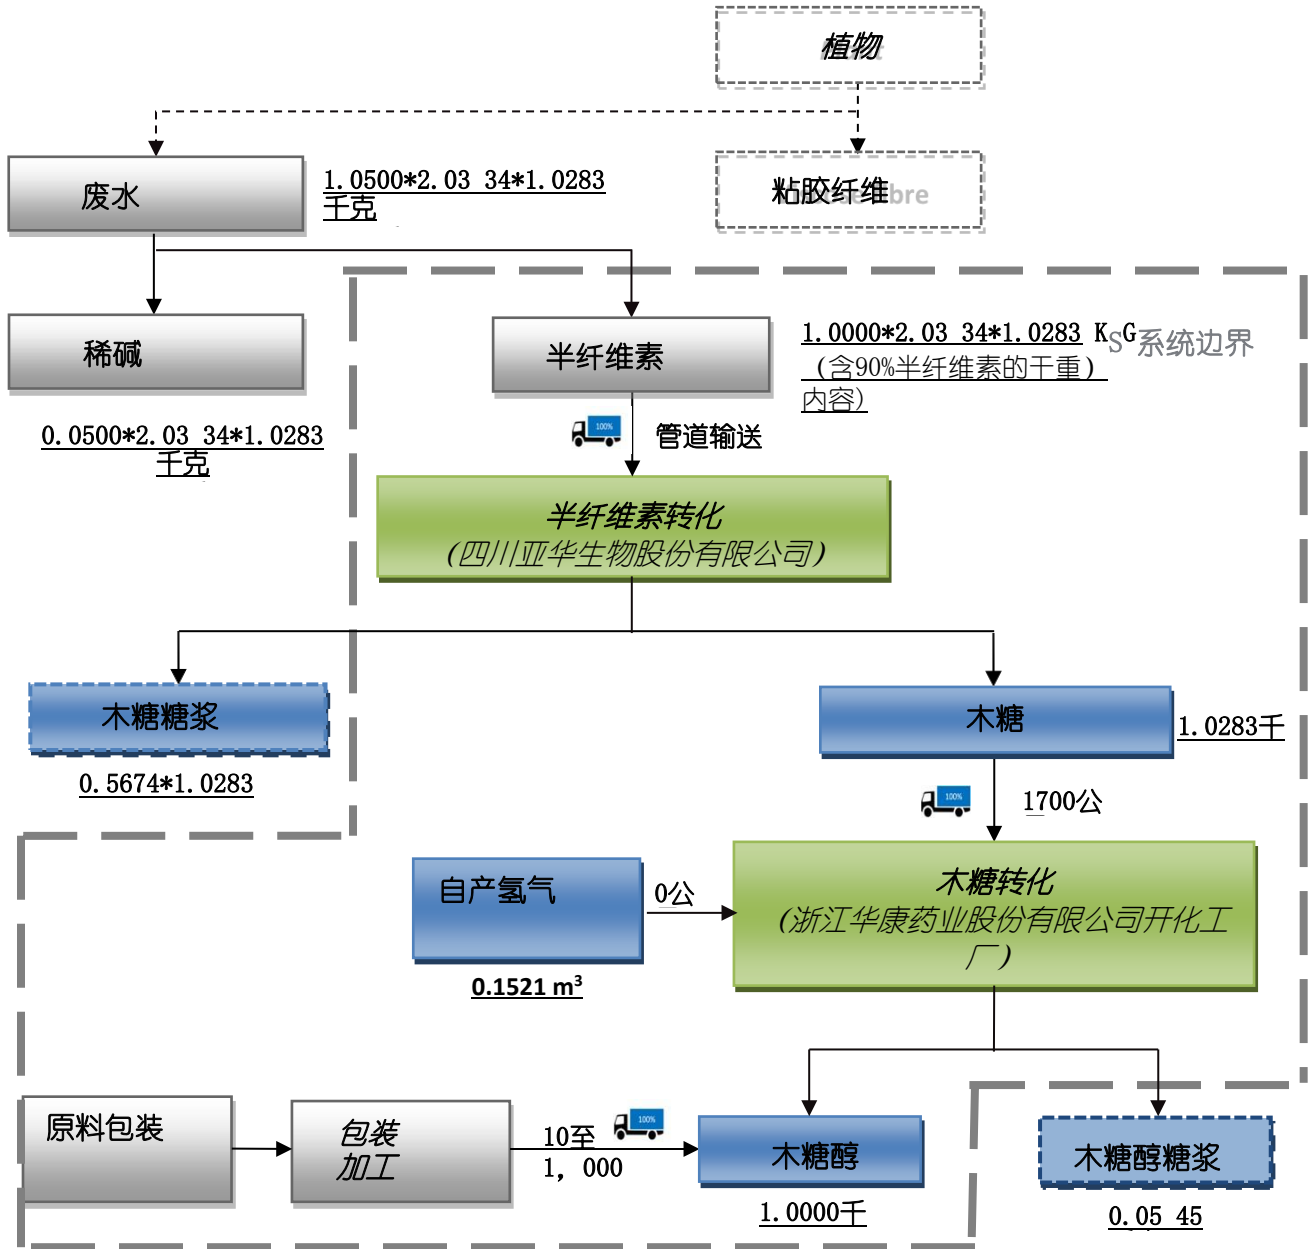 植物
废水
1.0500*2.03 34*1.0283
千克
粘胶纤维
bre
稀碱
0.0500*2.03 34*1.0283
千克
半纤维素
1.0000*2.03 34*1.0283 KG
S 系统边界
（含90%半纤维素的干重）
内容)
100%
管道输送
半纤维素转化
(四川亚华生物股份有限公司)
木糖糖浆
0.5674*1.0283
木糖
1.0283千
100%
1700公
自产氢气
0.1521 m³
0公
木糖转化
(浙江华康药业股份有限公司开化工
厂)
原料包装
包装
加工
10至
1, 000
100%
木糖醇
1.0000千
木糖醇糖浆
0.05 45